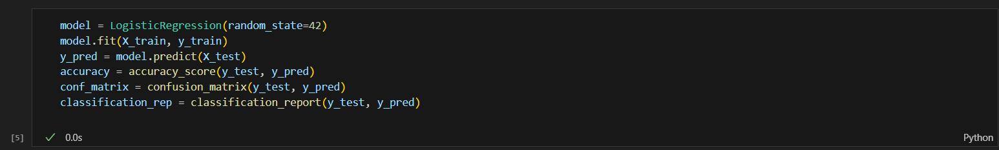 model = LogisticRegression(random_state=42)
model.fit(X_train, y_train)
y_pred = model.predict(X_test)
accuracy = accuracy_score(y_test, y_pred)
conf_matrix = confusion_matrix(y_test, y_pred)
classification_rep = classification_report(y_test, y_pred)
[5] ✓ 0.0s Python